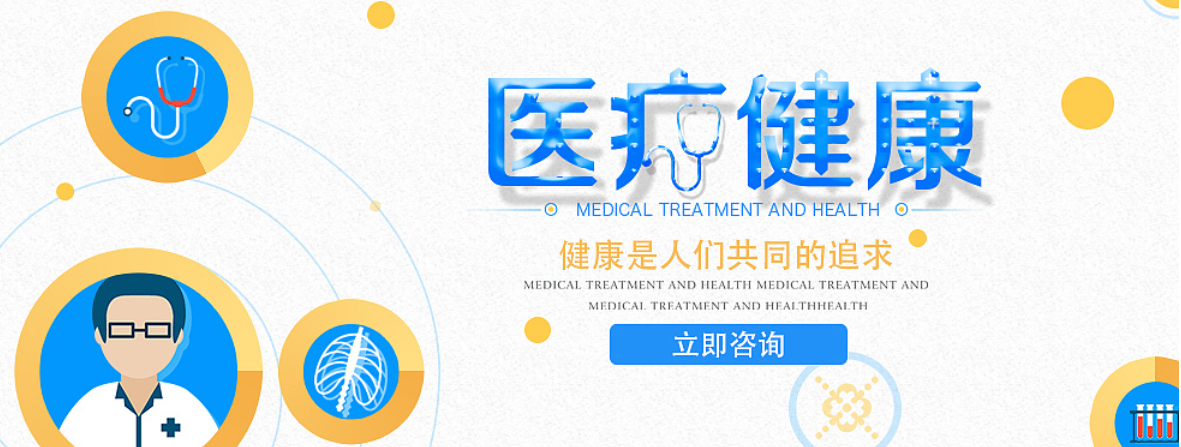 医疗健康
MEDICAL TREATMENT AND HEALTH
健康是人们共同的追求
MEDICAL TREATMENT AND HEALTH MEDICAL TREATMENT AND
MEDICAL TREATMENT AND HEALTHHEALTH
立即咨询